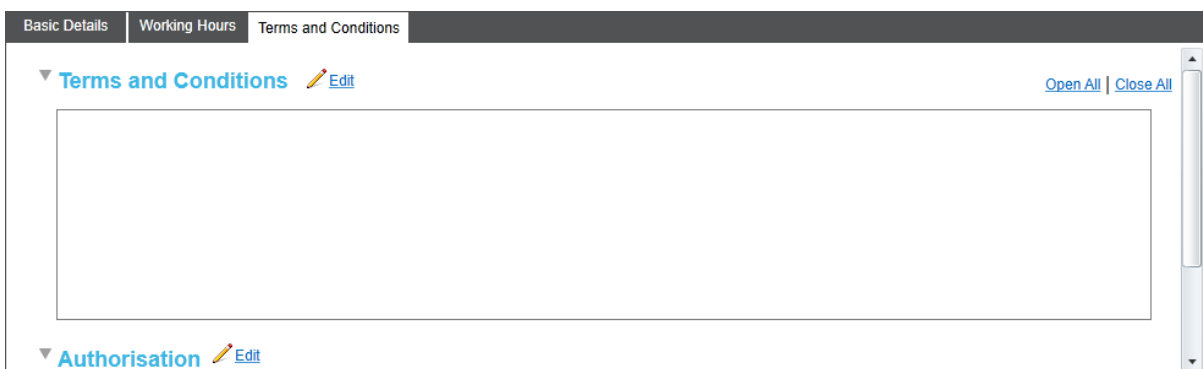 Basic Details Working Hours Terms and Conditions
Terms and Conditions Edit Open All | Close All
Authorisation Edit